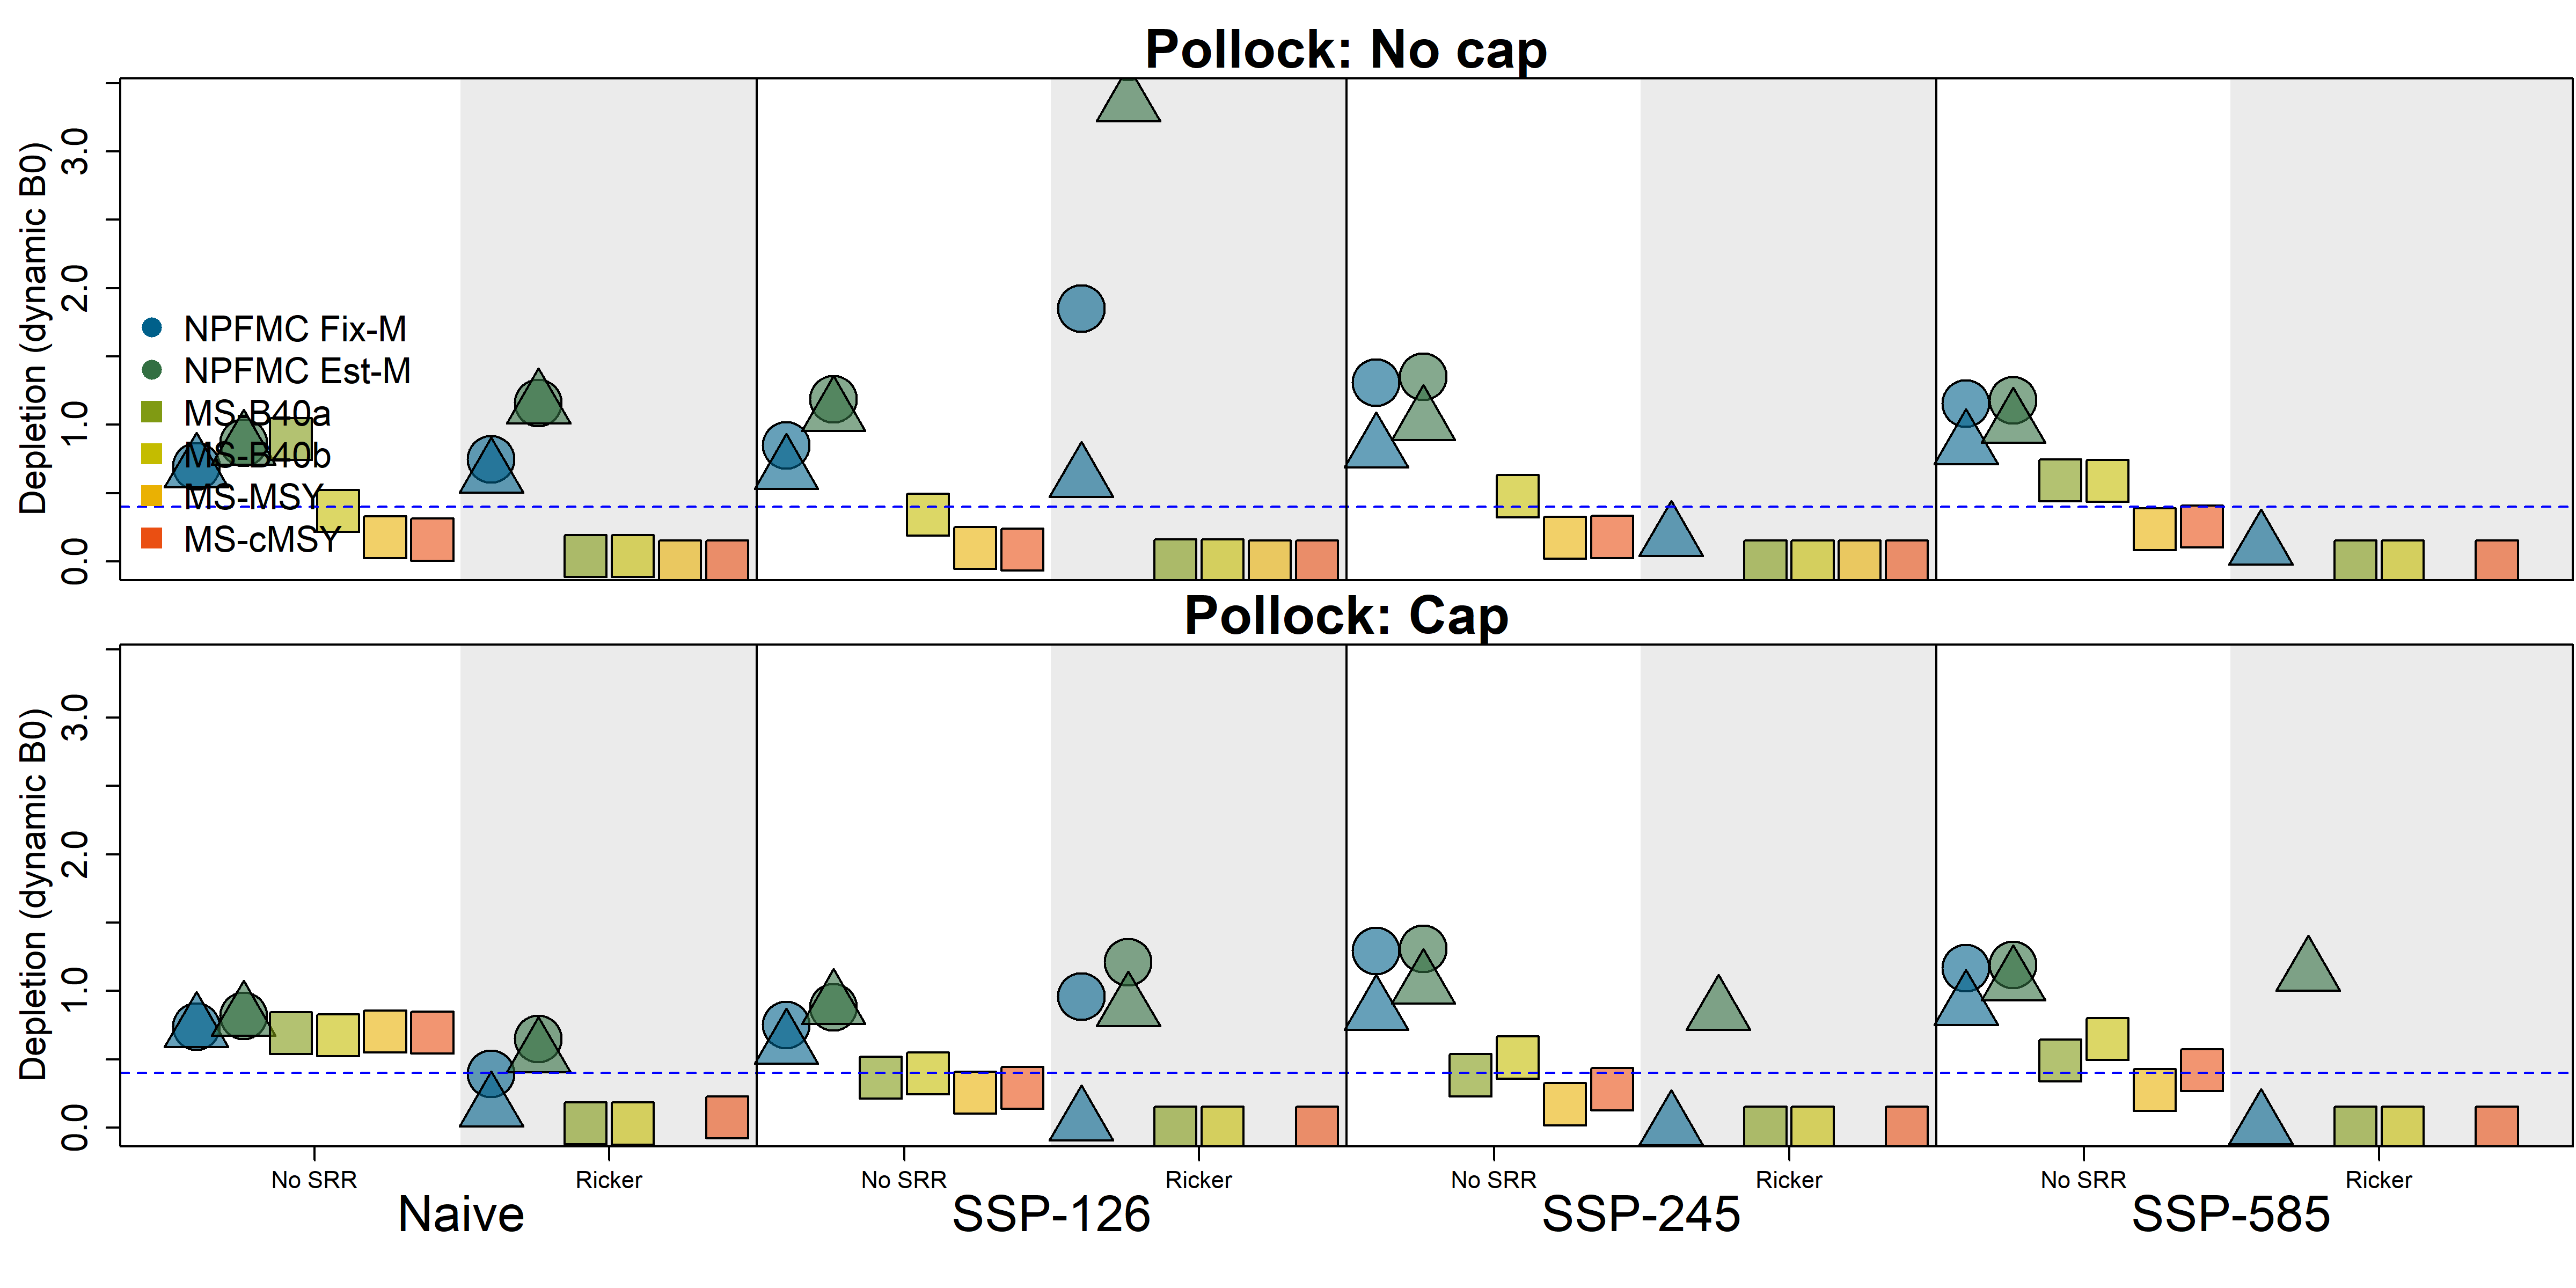 Pollock: No cap
Depletion (dynamic B0)
3.0
2.0
1.0
0.0
NPFMC Fix-M
NPFMC Est-M
MS-B40a
MS-B40b
MS-MSY
MS-cMSY
Pollock: Cap
Depletion (dynamic B0)
3.0
2.0
1.0
0.0
No SRR Ricker No SRR Ricker No SRR Ricker No SRR Ricker
Naive SSP-126 SSP-245 SSP-585